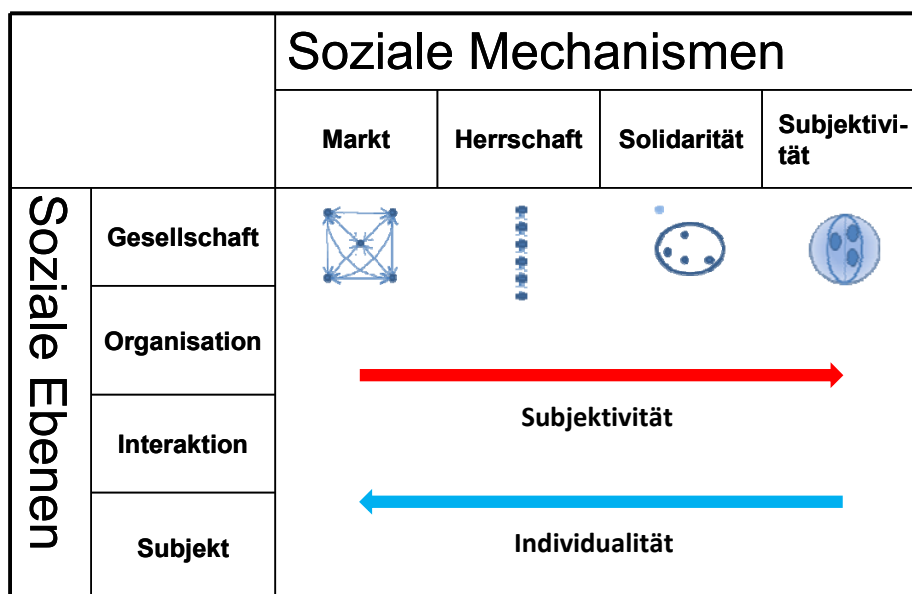 Soziale Mechanismen
Markt
Herrschaft
Solidarität
Subjektivi-
tät
Soziale Ebenen
Gesellschaft
Organisation
Interaktion
Subjekt
Subjektivität
Individualität